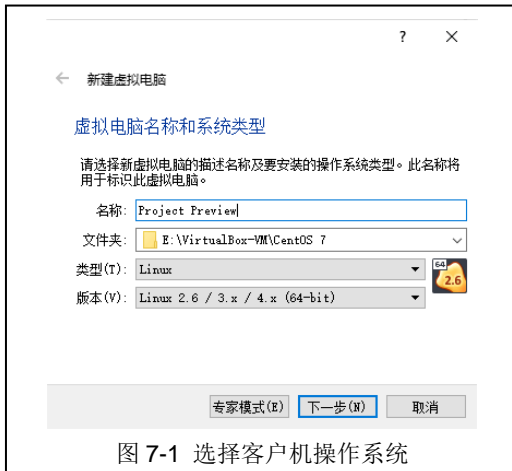 ? ×
← 新建虚拟电脑
虚拟电脑名称和系统类型
请选择新虚拟电脑的描述名称及要安装的操作系统类型。此名称将
用于标识此虚拟电脑。
名称: Project Preview
文件夹: E:\VirtualBox-VM\CentOS 7
类型(T): Linux
64
2.6
版本(V): Linux 2.6 / 3.x / 4.x (64-bit)
专家模式(E) 下一步(N) 取消
图 7-1 选择客户机操作系统